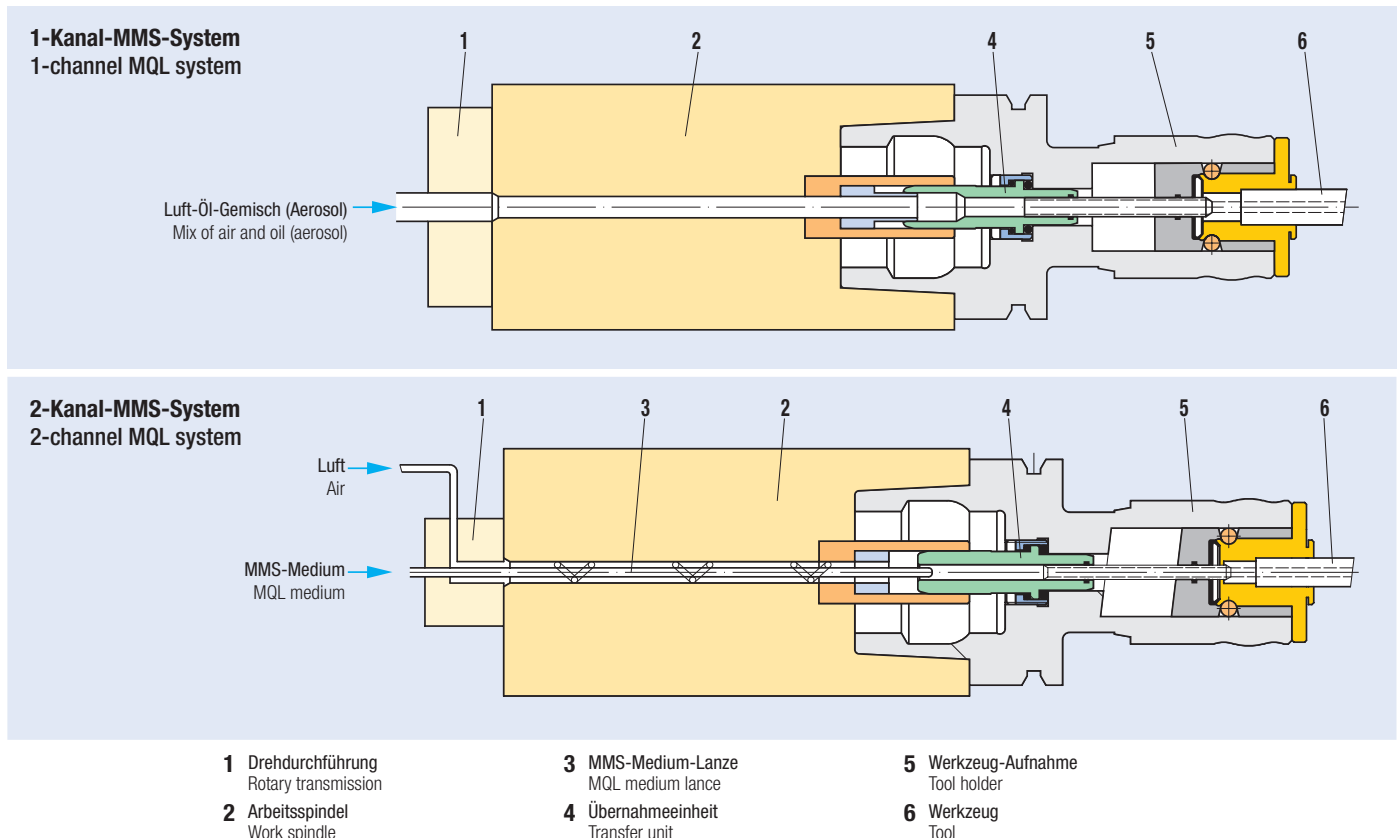 1-Kanal-MMS-System
1-channel MQL system
1
2
4
5
6
Luft-Öl-Gemisch (Aerosol)
Mix of air and oil (aerosol)
2-Kanal-MMS-System
2-channel MQL system
1
3
2
4
5
6
Luft
Air
MMS-Medium
MQL medium
1 Drehdurchführung
Rotary transmission
2 Arbeitsspindel
Work spindle
3 MMS-Medium-Lanze
MQL medium lance
4 Übernahmeeinheit
Transfer unit
5 Werkzeug-Aufnahme
Tool holder
6 Werkzeug
Tool